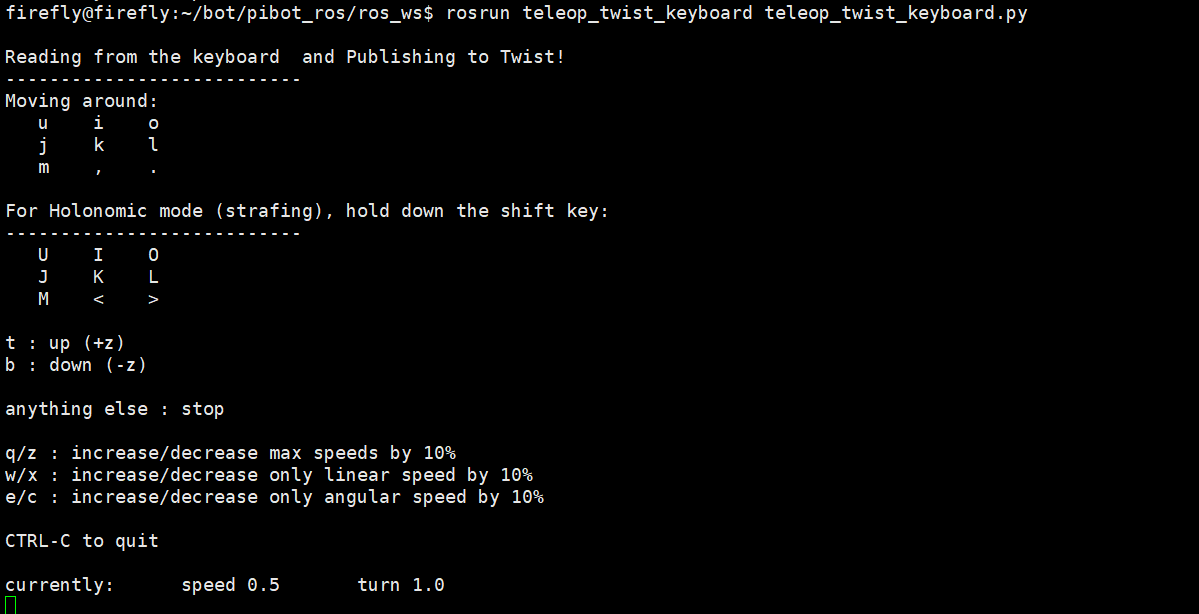 firefly@firefly:~/bot/pibot_ros/ros_ws$ rosrun teleop_twist_keyboard teleop_twist_keyboard.py
Reading from the keyboard  and Publishing to Twist!
---------------------------
Moving around:
   u    i    o
   j    k    l
   m    ,    .
For Holonomic mode (strafing), hold down the shift key:
---------------------------
   U    I    O
   J    K    L
   M    <    >
t : up (+z)
b : down (-z)
anything else : stop
q/z : increase/decrease max speeds by 10%
w/x : increase/decrease only linear speed by 10%
e/c : increase/decrease only angular speed by 10%
CTRL-C to quit
currently:      speed 0.5       turn 1.0